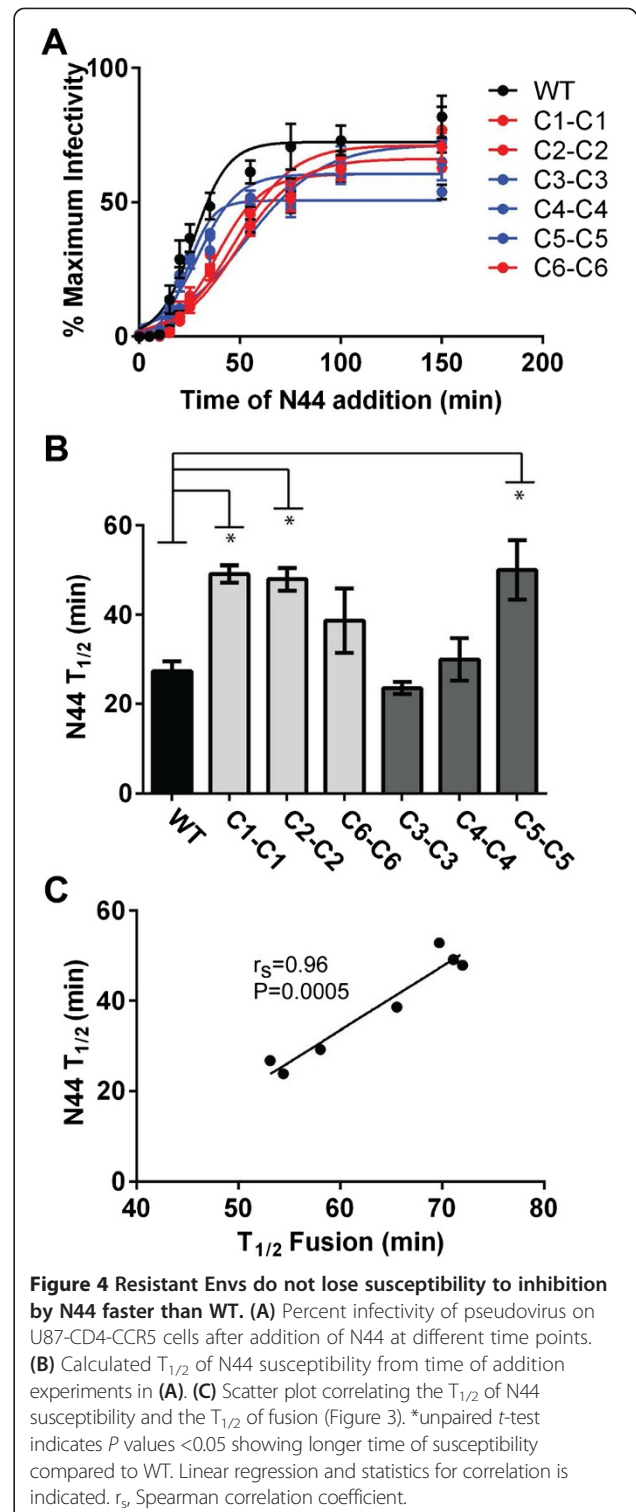 A
% Maximum Infectivity
100
50
0
0 50 100 150 200
Time of N44 addition (min)
WT
C1-C1
C2-C2
C3-C3
C4-C4
C5-C5
C6-C6
B
N44 T1/2 (min)
60
40
20
0
* * *
WT C1-C1 C2-C2 C6-C6 C3-C3 C4-C4 C5-C5
C
N44 T1/2 (min)
60
40
20
0
rs=0.96
P=0.0005
40 50 60 70 80
T1/2 Fusion (min)
Figure 4 Resistant Envs do not lose susceptibility to inhibition
by N44 faster than WT. (A) Percent infectivity of pseudovirus on
U87-CD4-CCR5 cells after addition of N44 at different time points.
(B) Calculated T1/2 of N44 susceptibility from time of addition
experiments in (A). (C) Scatter plot correlating the T1/2 of N44
susceptibility and the T1/2 of fusion (Figure 3). *unpaired t-test
indicates P values <0.05 showing longer time of susceptibility
compared to WT. Linear regression and statistics for correlation is
indicated. rs, Spearman correlation coefficient.